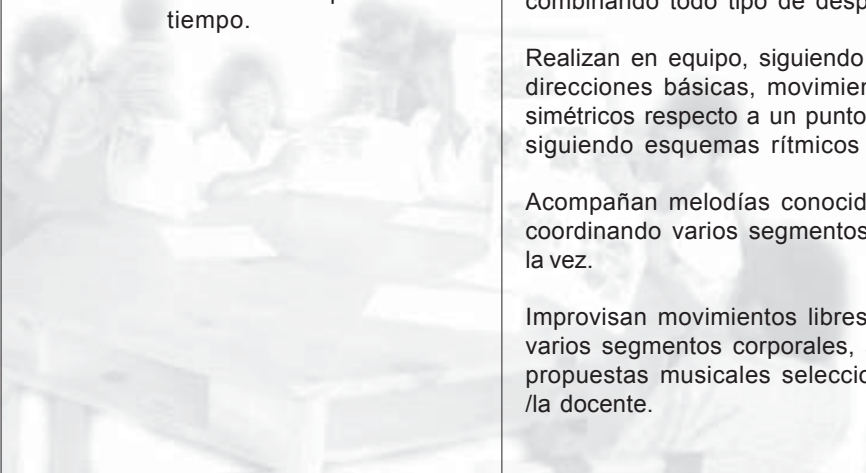 tiempo.
combinando todo tipo de desp
Realizan en equipo, siguiendo
direcciones básicas, movimien
simétricos respecto a un punto
siguiendo esquemas rítmicos
Acompañan melodías conocid
coordinando varios segmentos
la vez.
Improvisan movimientos libres
varios segmentos corporales,
propuestas musicales seleccio
/la docente.